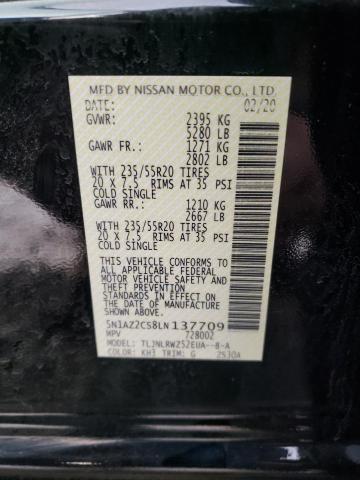 MFD BY NISSAN MOTOR CO., LTD.
DATE: 02/20
GVWR: 2395 KG
5280 LB
GAWR FR.: 1271 KG
2802 LB
WITH 235/55R20 TIRES
20 X 7.5 RIMS AT 35 PSI
COLD SINGLE
GAWR RR.: 1210 KG
2667 LB
WITH 235/55R20 TIRES
20 X 7.5 RIMS AT 35 PSI
COLD SINGLE
THIS VEHICLE CONFORMS TO
ALL APPLICABLE FEDERAL
MOTOR VEHICLE SAFETY AND
THEFT PREVENTION
STANDARDS IN EFFECT ON
THE DATE OF MANUFACTURE
SHOWN ABOVE.
5N1AZ2CS8LN137709
MPV 728002
MODEL: TLJNLRWZ52EUA--B-A
COLOR: KH3 TRIM: G 2530A